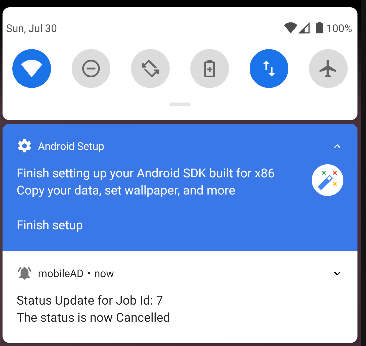 Sun, Jul 30
100%
Android Setup
Finish setting up your Android SDK built for x86
Copy your data, set wallpaper, and more
Finish setup
mobileAD • now
Status Update for Job Id: 7
The status is now Cancelled